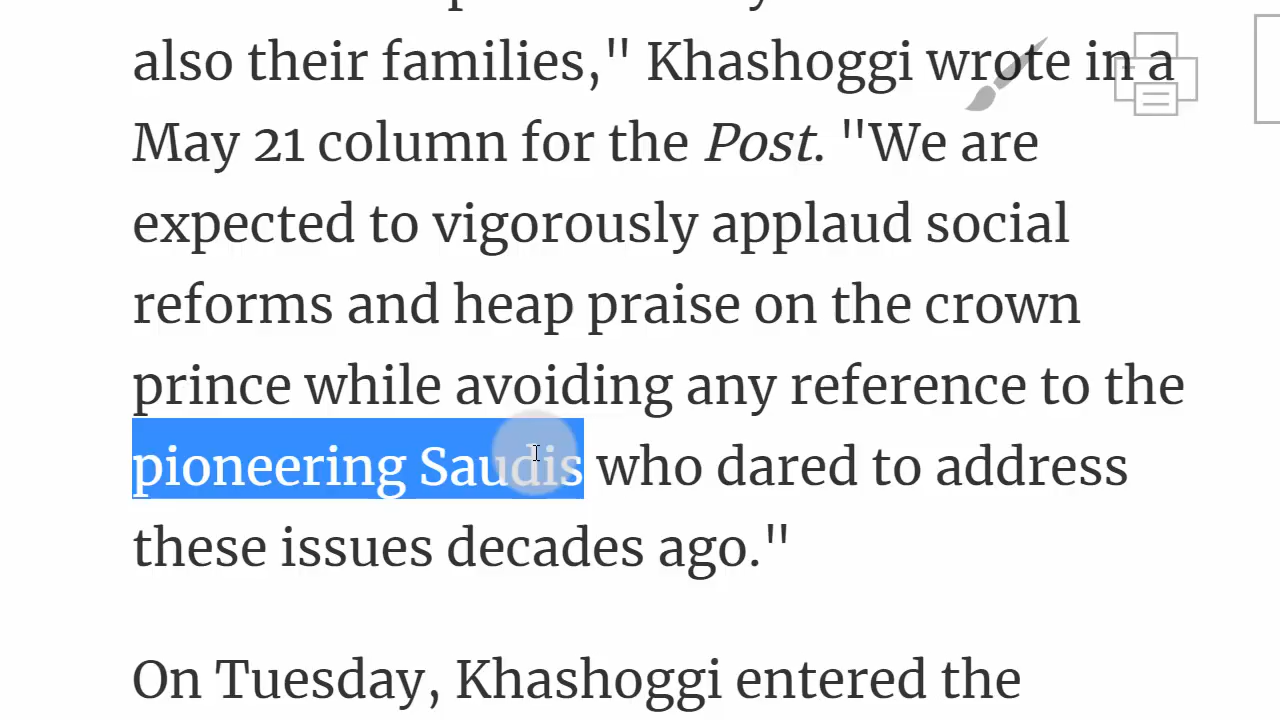 also their families," Khashoggi wrote in a
May 21 column for the Post. "We are
expected to vigorously applaud social
reforms and heap praise on the crown
prince while avoiding any reference to the
pioneering Saudis who dared to address
these issues decades ago."
On Tuesday, Khashoggi entered the